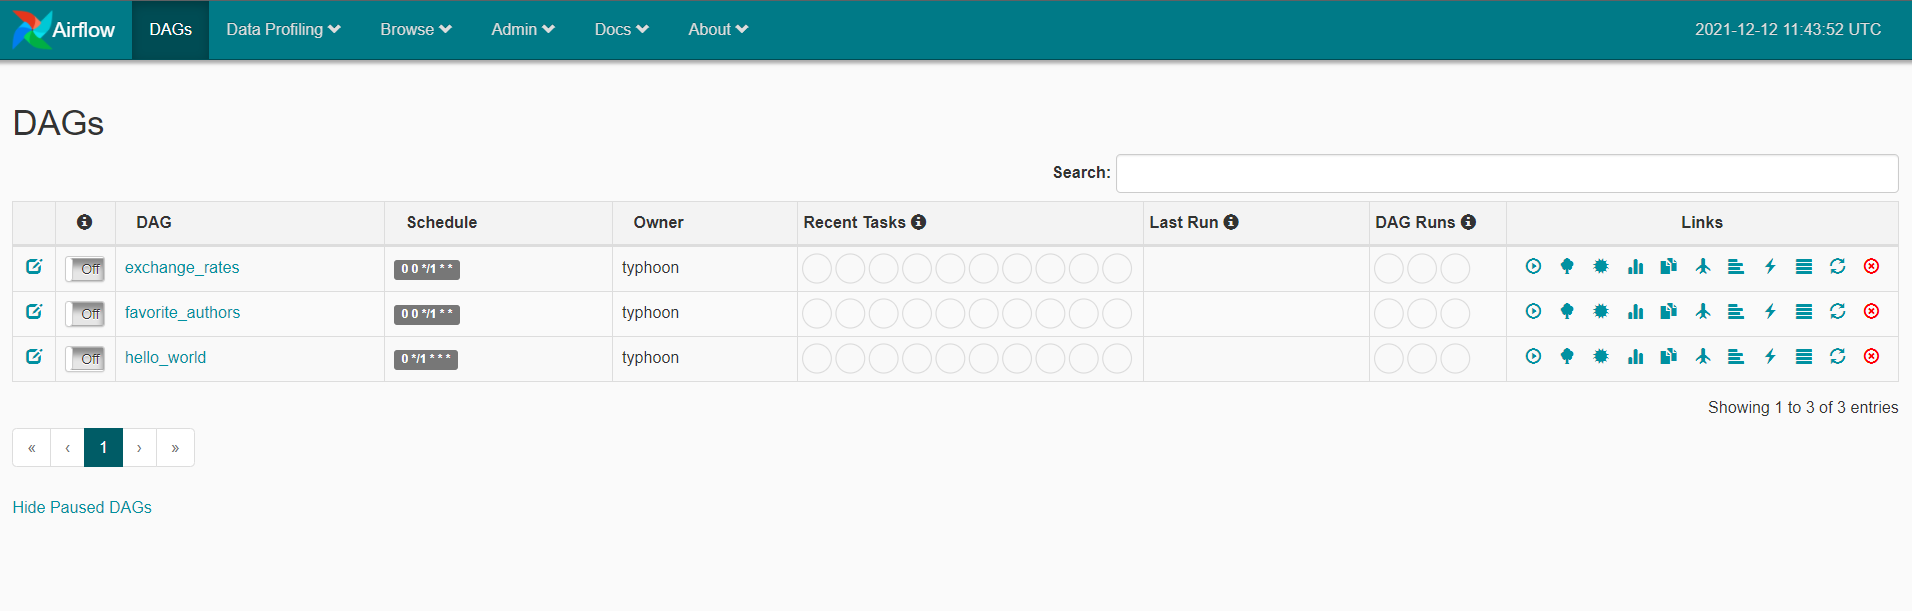 Airflow DAGs Data Profiling Browse Admin Docs About 2021-12-12 11:43:52 UTC
DAGs
Search:
DAG Schedule Owner Recent Tasks Last Run DAG Runs Links
Off exchange_rates 0 0 */1 * * typhoon
Off favorite_authors 0 0 */1 * * typhoon
Off hello_world 0 */1 * * * typhoon
Showing 1 to 3 of 3 entries
« ‹ 1 › »
Hide Paused DAGs